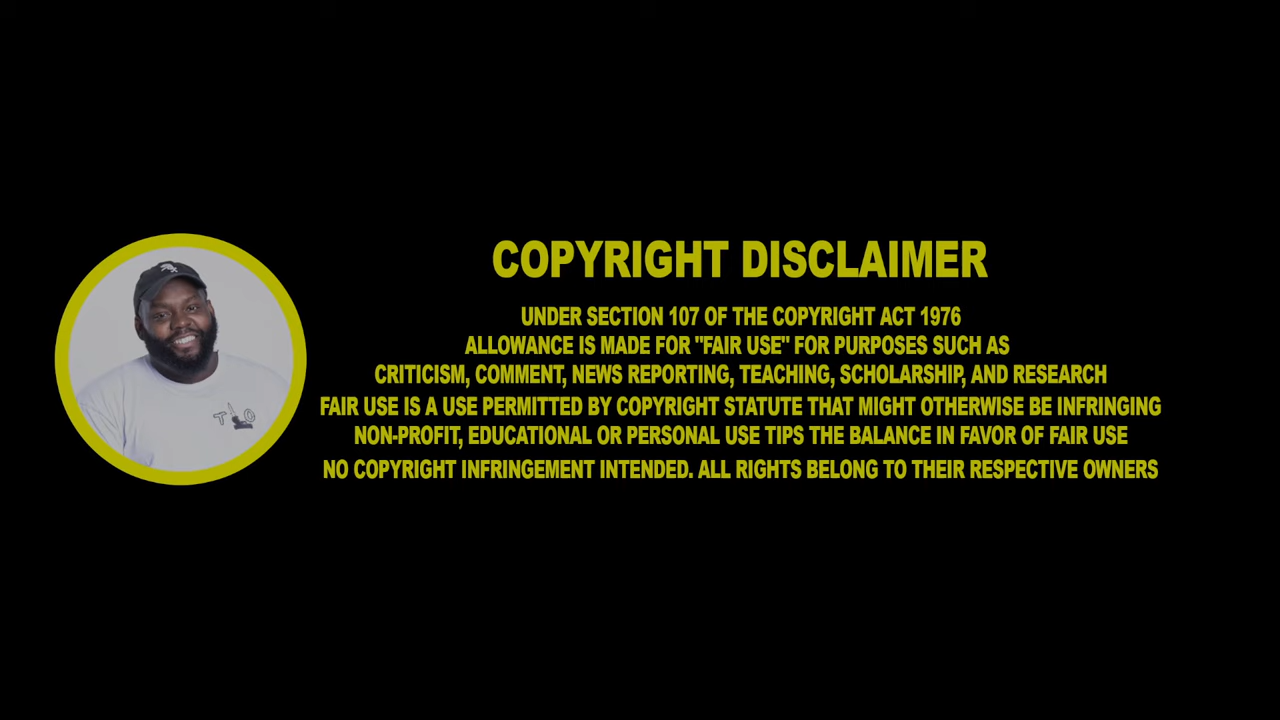 COPYRIGHT DISCLAIMER
UNDER SECTION 107 OF THE COPYRIGHT ACT 1976
ALLOWANCE IS MADE FOR "FAIR USE" FOR PURPOSES SUCH AS
CRITICISM, COMMENT, NEWS REPORTING, TEACHING, SCHOLARSHIP, AND RESEARCH
FAIR USE IS A USE PERMITTED BY COPYRIGHT STATUTE THAT MIGHT OTHERWISE BE INFRINGING
NON-PROFIT, EDUCATIONAL OR PERSONAL USE TIPS THE BALANCE IN FAVOR OF FAIR USE
NO COPYRIGHT INFRINGEMENT INTENDED. ALL RIGHTS BELONG TO THEIR RESPECTIVE OWNERS